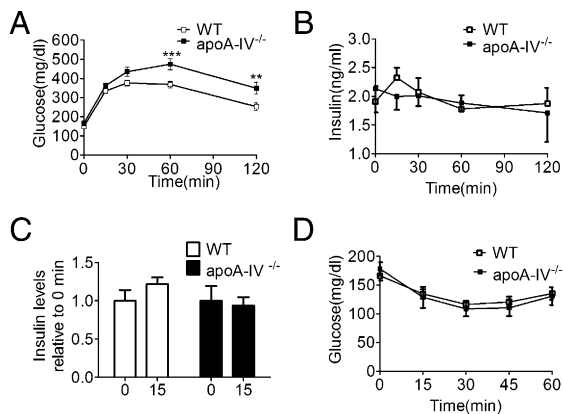 A
WT
apoA-IV-/-
Glucose(mg/dl)
600
500
400
300
200
100
0
***
**
0 30 60 90 120
Time(min)
B
WT
apoA-IV-/-
Insulin(ng/ml)
3.0
2.5
2.0
1.5
1.0
0 30 60 90 120
Time(min)
C
WT
apoA-IV -/-
Insulin levels
relative to 0 min
1.5
1.0
0.5
0.0
0 15 0 15
D
WT
apoA-IV-/-
Glucose(mg/dl)
200
150
100
50
0
0 15 30 45 60
Time(min)